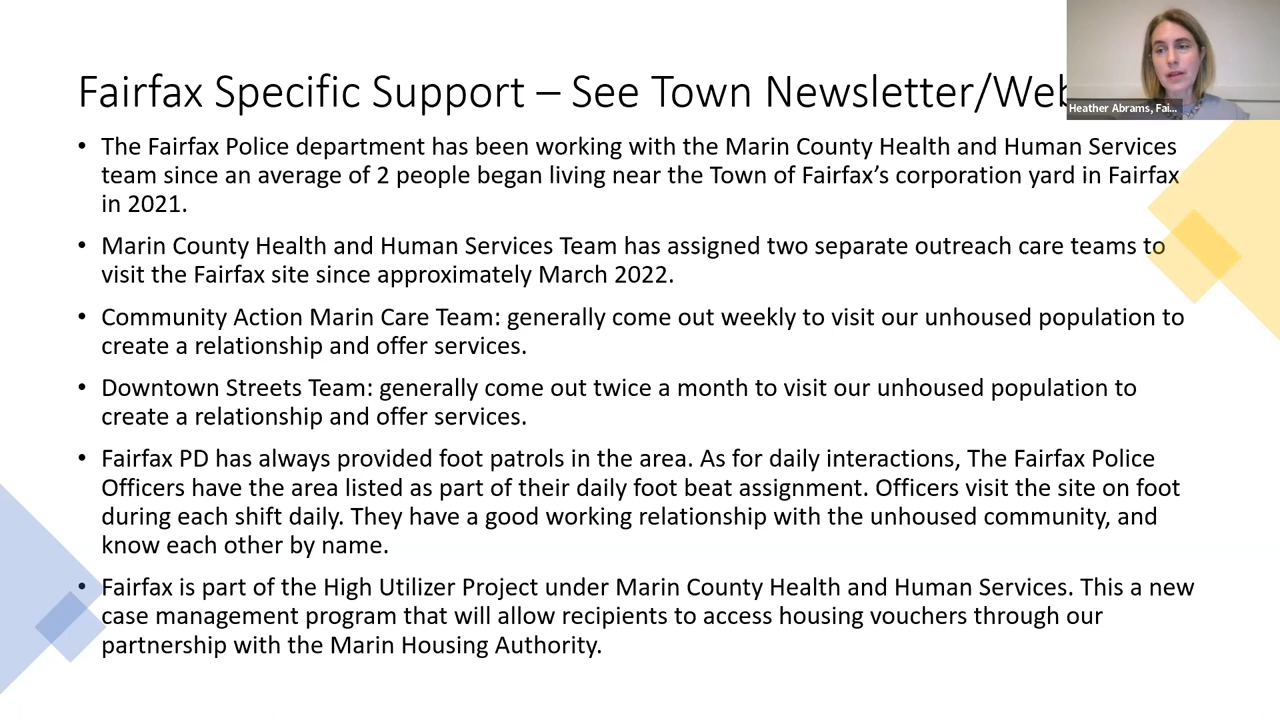 Fairfax Specific Support – See Town Newsletter/Web
Heather Abrams, Fai...
• The Fairfax Police department has been working with the Marin County Health and Human Services
team since an average of 2 people began living near the Town of Fairfax’s corporation yard in Fairfax
in 2021.
• Marin County Health and Human Services Team has assigned two separate outreach care teams to
visit the Fairfax site since approximately March 2022.
• Community Action Marin Care Team: generally come out weekly to visit our unhoused population to
create a relationship and offer services.
• Downtown Streets Team: generally come out twice a month to visit our unhoused population to
create a relationship and offer services.
• Fairfax PD has always provided foot patrols in the area. As for daily interactions, The Fairfax Police
Officers have the area listed as part of their daily foot beat assignment. Officers visit the site on foot
during each shift daily. They have a good working relationship with the unhoused community, and
know each other by name.
• Fairfax is part of the High Utilizer Project under Marin County Health and Human Services. This a new
case management program that will allow recipients to access housing vouchers through our
partnership with the Marin Housing Authority.